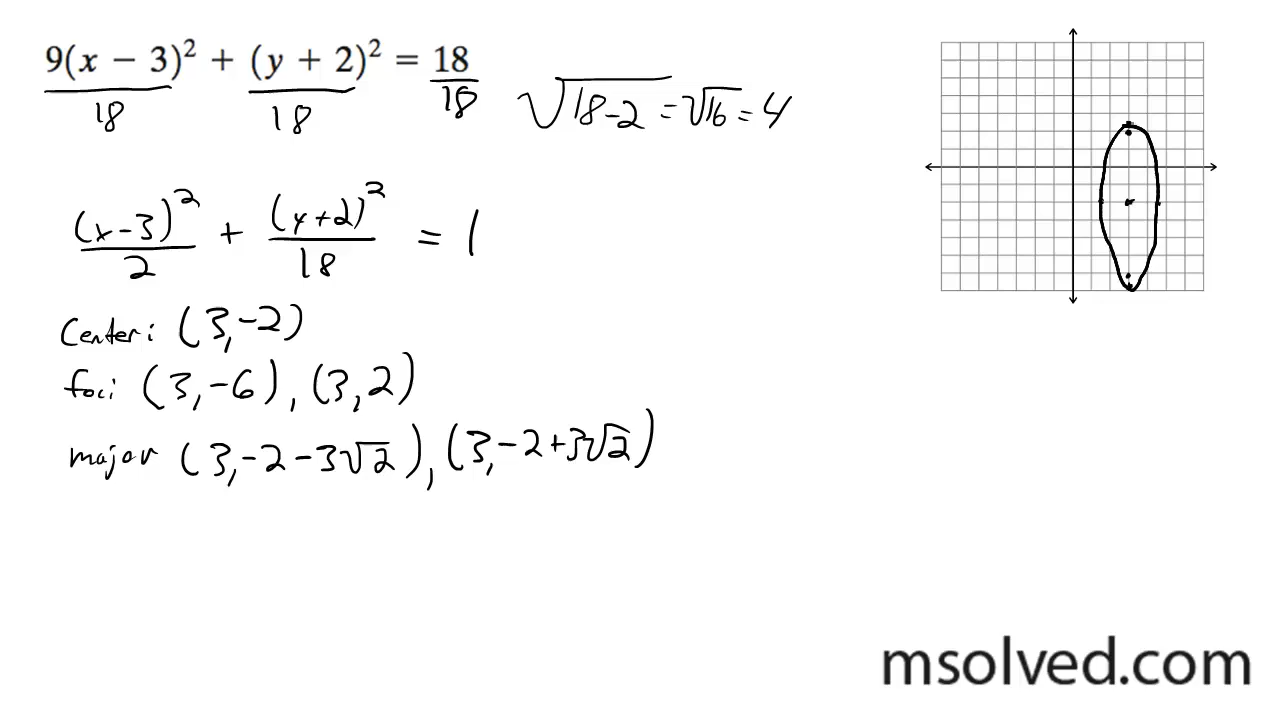 9(x − 3)² + (y + 2)² = 18
18 18 18
√18-2 = √16 = 4
(x-3)² + (y+2)² = 1
2 18
Center: (3,-2)
foci (3,-6), (3,2)
major (3,-2-3√2), (3,-2+3√2)
msolved.com